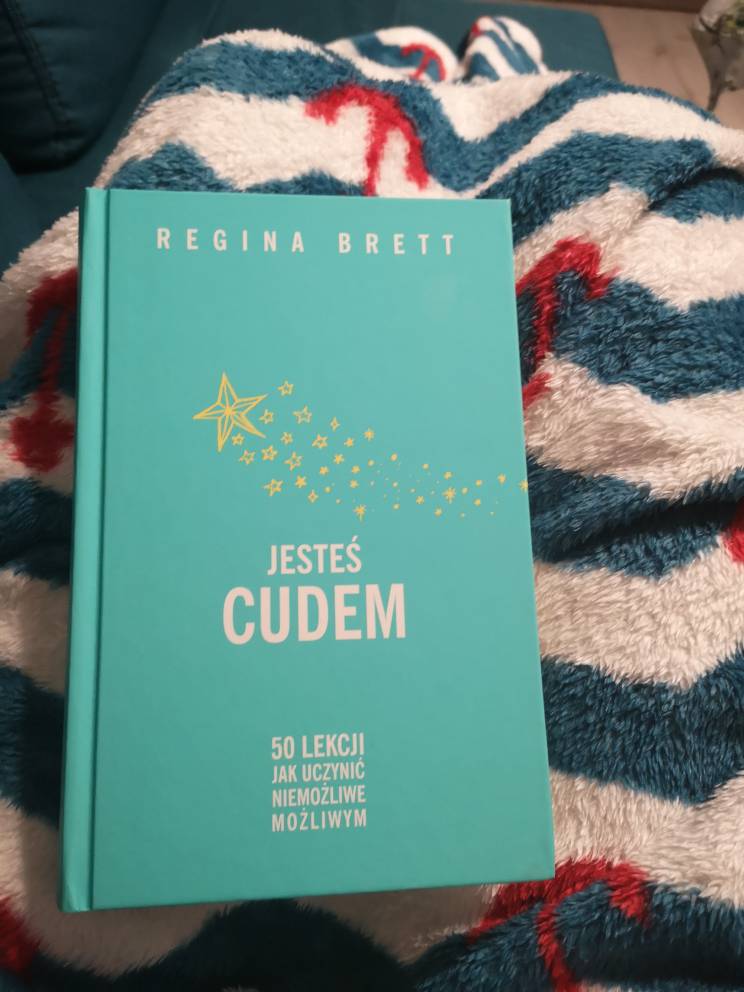 REGINA BRETT
JESTEŚ
CUDEM
50 LEKCJI
JAK UCZYNIĆ
NIEMOŻLIWE
MOŻLIWYM